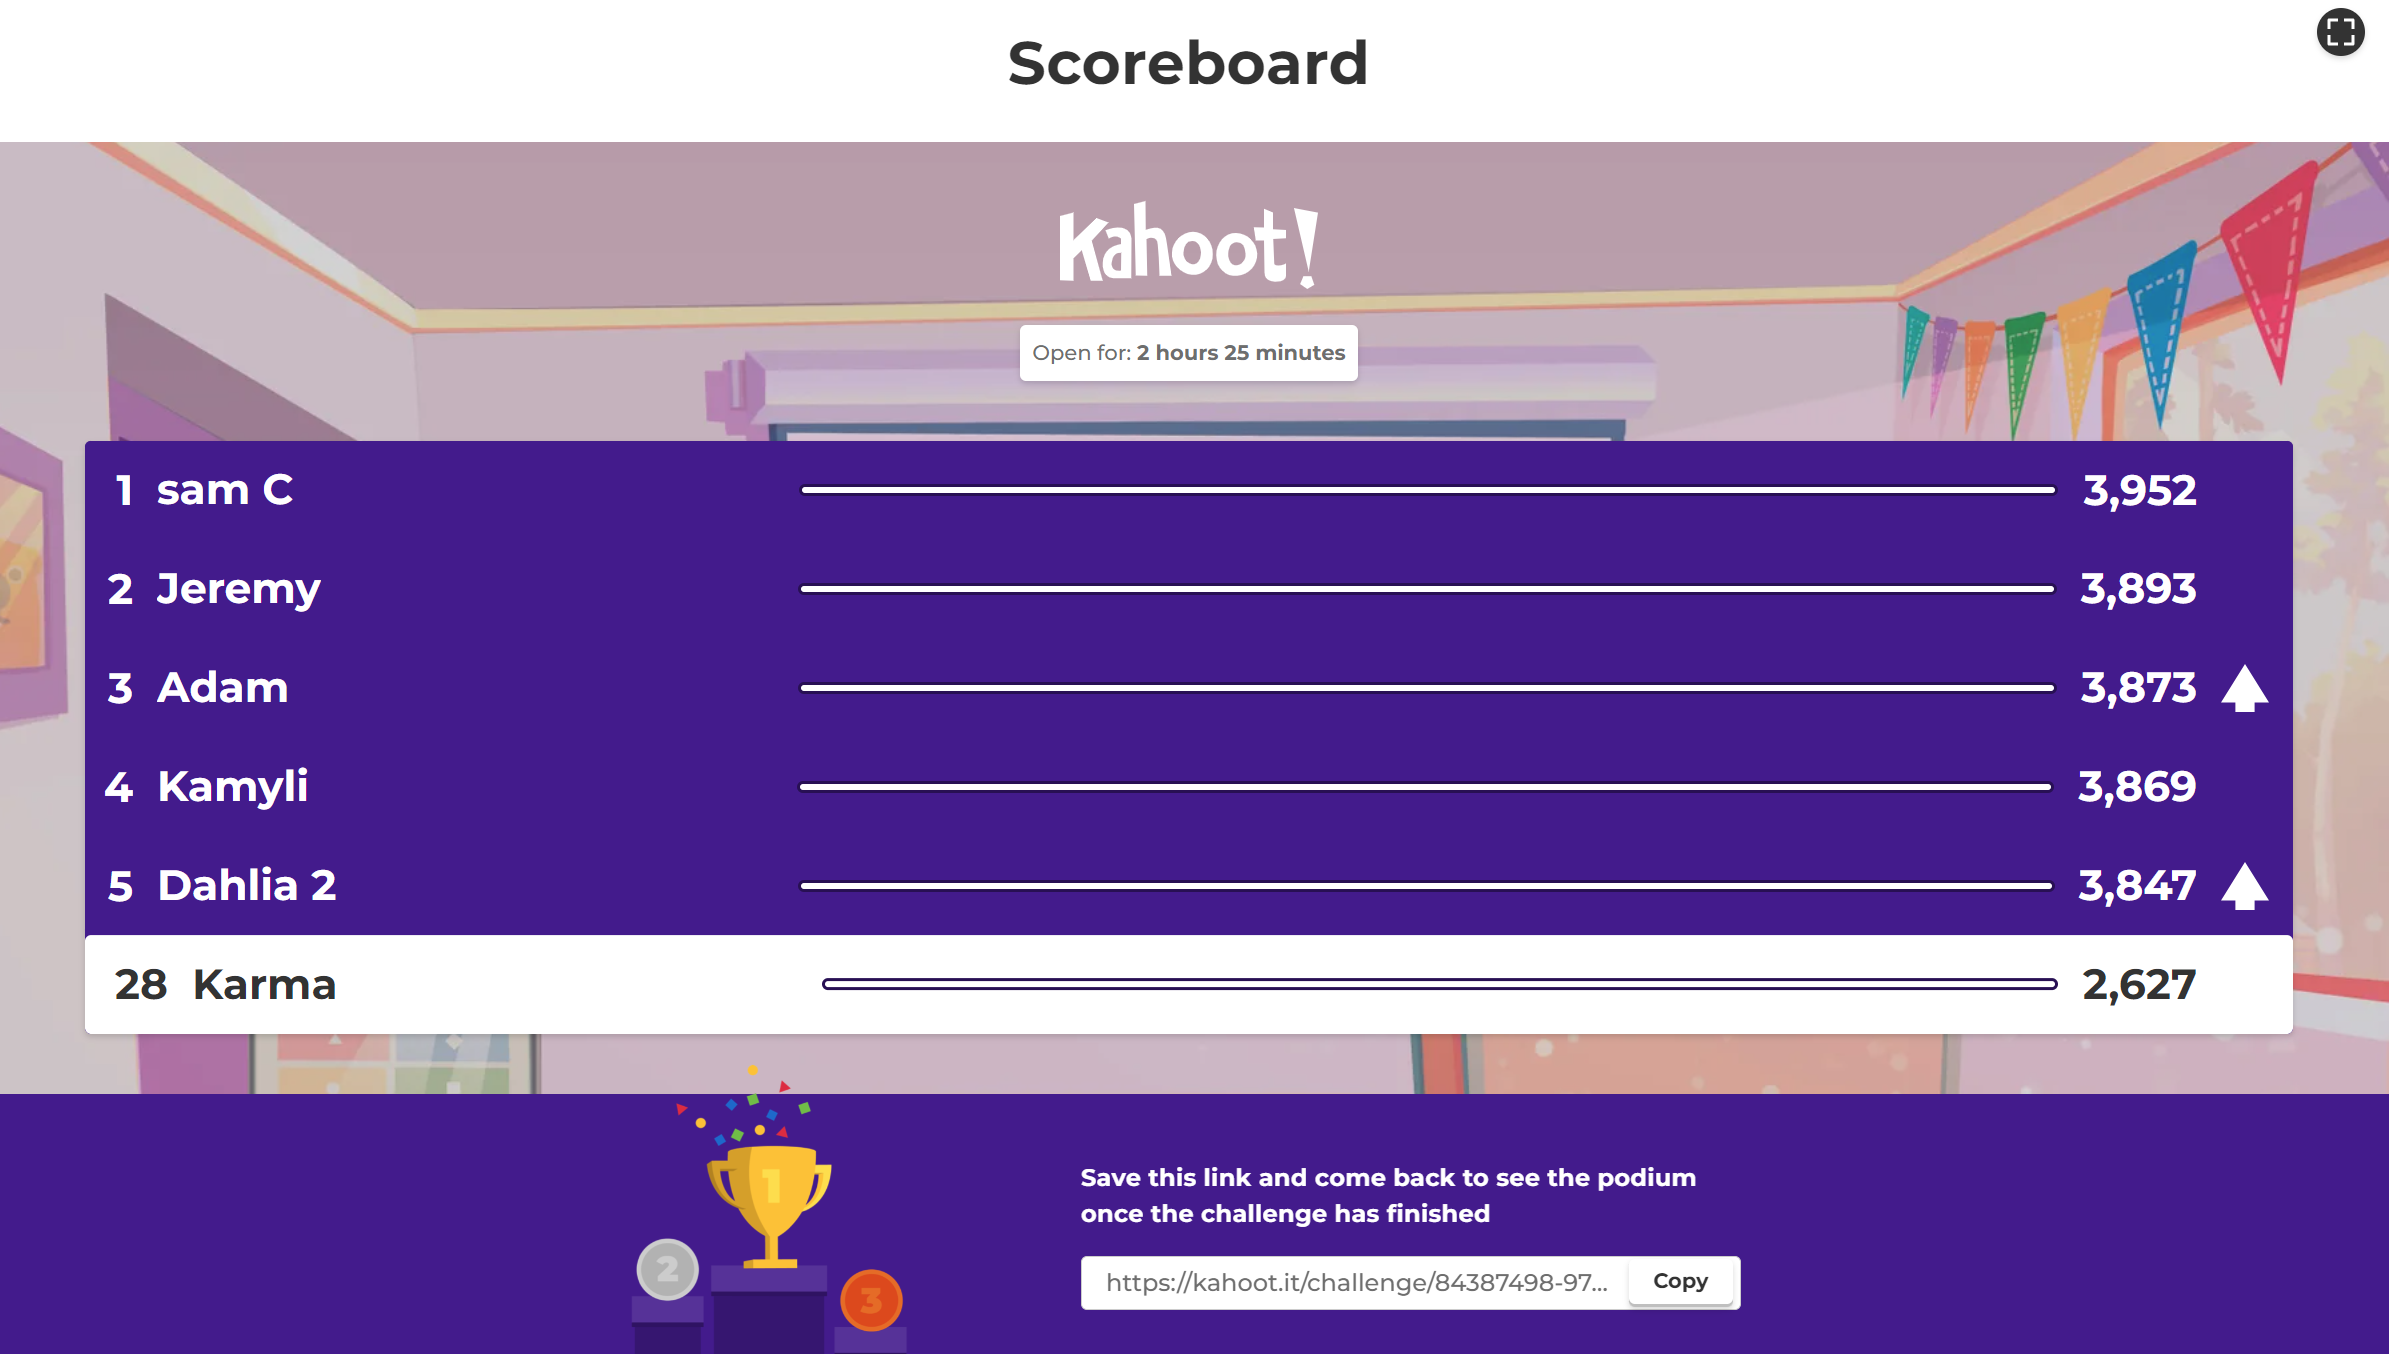 Scoreboard
Kahoot!
Open for: 2 hours 25 minutes
1 sam C 3,952
2 Jeremy 3,893
3 Adam 3,873
4 Kamyli 3,869
5 Dahlia 2 3,847
28 Karma 2,627
1
2
3
Save this link and come back to see the podium
once the challenge has finished
https://kahoot.it/challenge/84387498-97... Copy